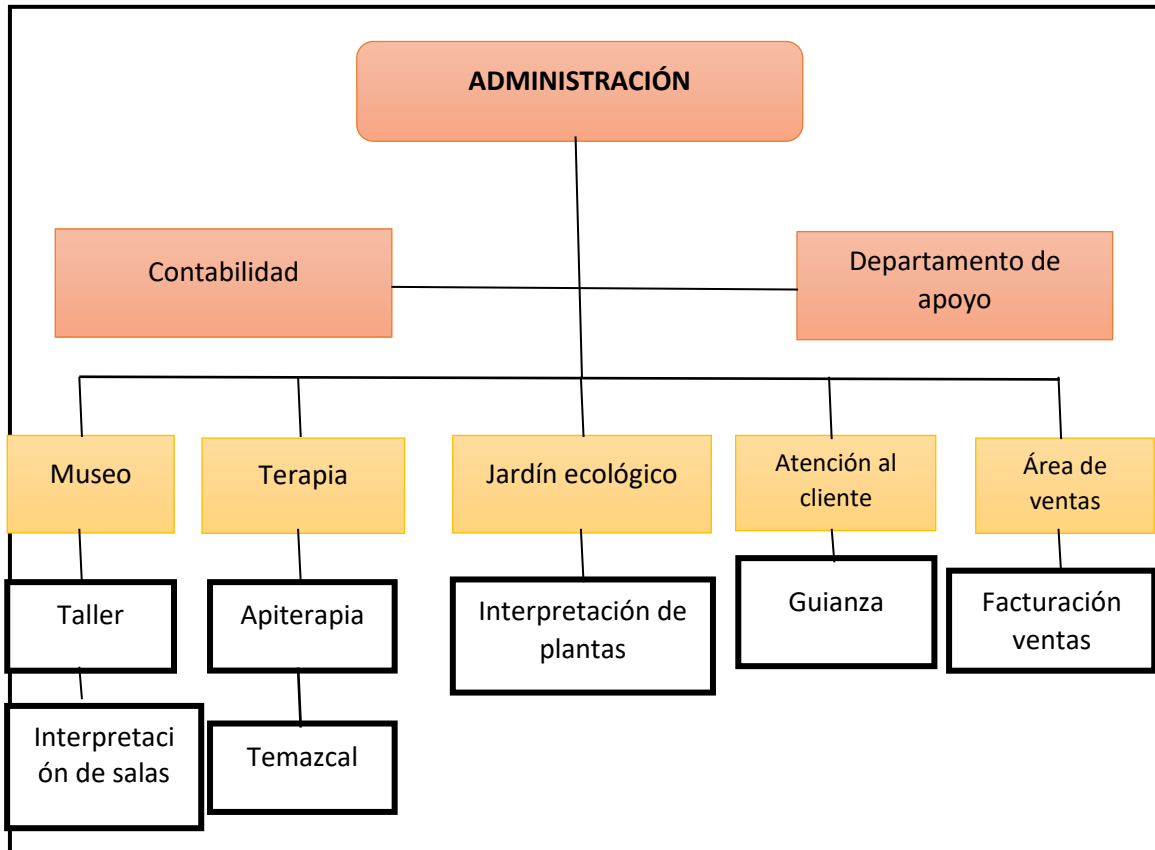 ADMINISTRACIÓN
Contabilidad
Departamento de
apoyo
Museo
Terapia
Jardín ecológico
Atención al
cliente
Área de
ventas
Taller
Apiterapia
Interpretación de
plantas
Guianza
Facturación
ventas
Interpretaci
ón de salas
Temazcal